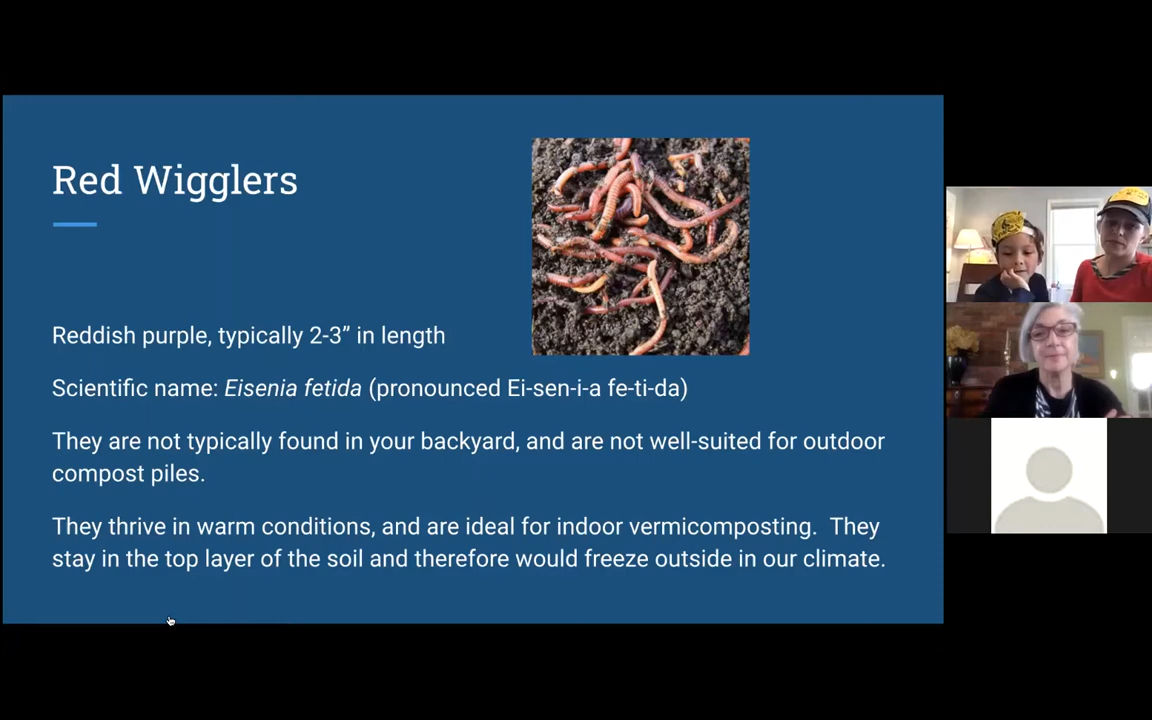 Red Wigglers
Reddish purple, typically 2-3” in length
Scientific name: Eisenia fetida (pronounced Ei-sen-i-a fe-ti-da)
They are not typically found in your backyard, and are not well-suited for outdoor
compost piles.
They thrive in warm conditions, and are ideal for indoor vermicomposting.  They
stay in the top layer of the soil and therefore would freeze outside in our climate.